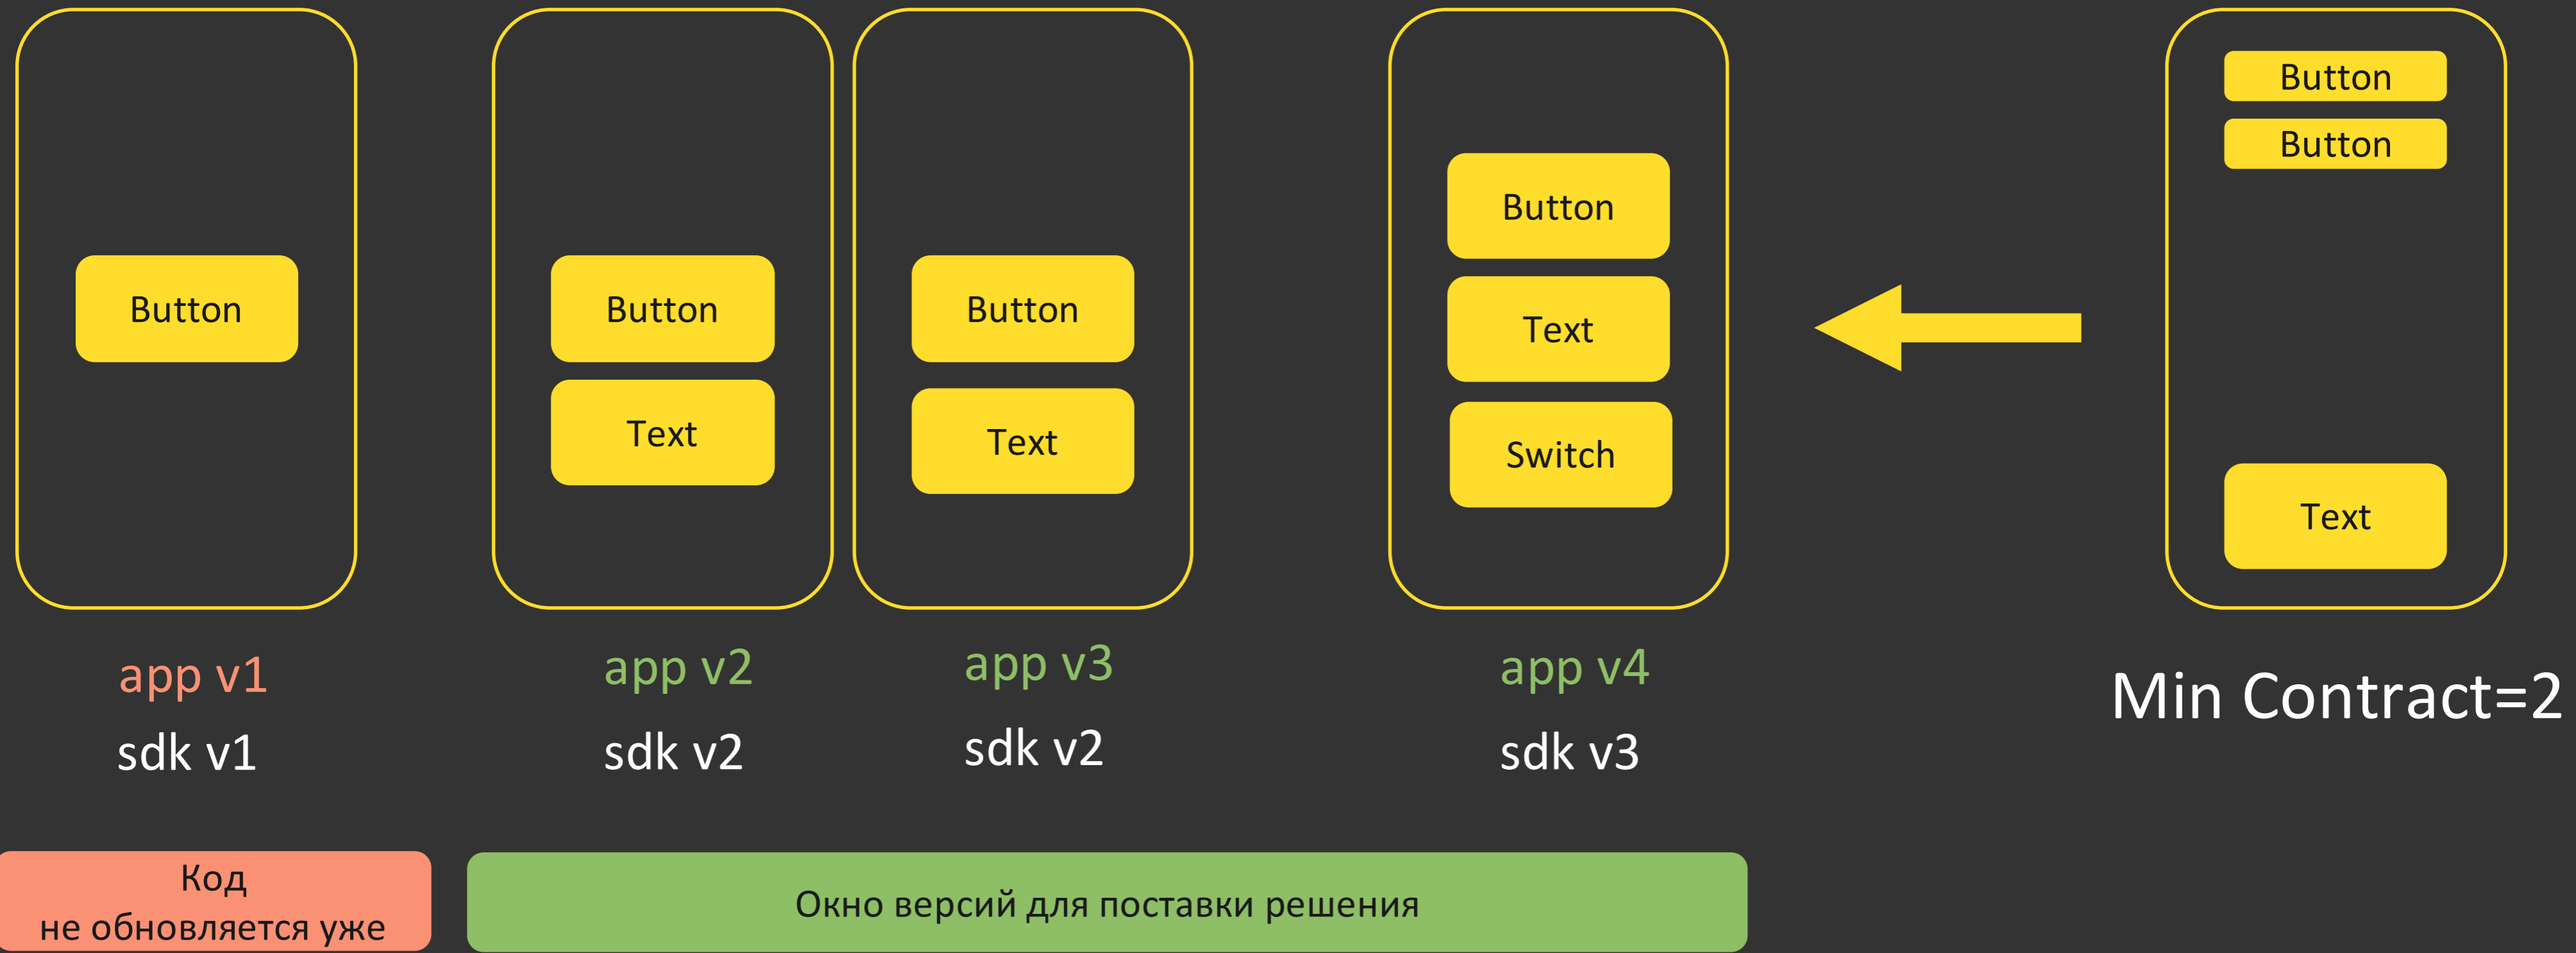 Button
app v1
sdk v1
Button
Text
app v2
sdk v2
Button
Text
app v3
sdk v2
Button
Text
Switch
app v4
sdk v3
Button
Button
Text
Min Contract=2
Код
не обновляется уже
Окно версий для поставки решения